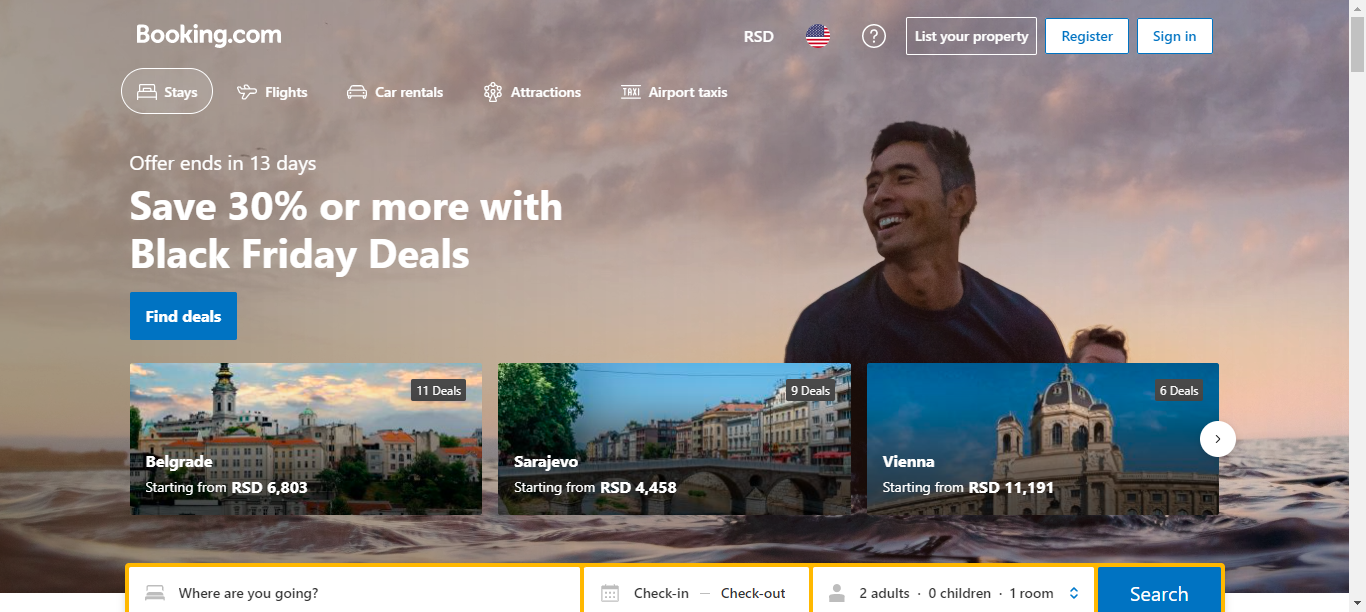 Booking.com
RSD
?
List your property
Register
Sign in
Stays
Flights
Car rentals
Attractions
TAXI
Airport taxis
Offer ends in 13 days
Save 30% or more with
Black Friday Deals
Find deals
11 Deals
Belgrade
Starting from RSD 6,803
9 Deals
Sarajevo
Starting from RSD 4,458
6 Deals
Vienna
Starting from RSD 11,191
Where are you going?
Check-in — Check-out
2 adults · 0 children · 1 room
Search